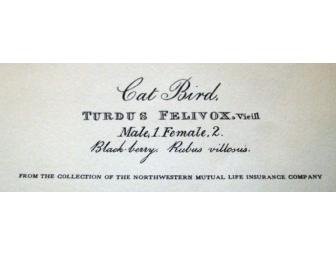 Cat Bird,
TURDUS FELIVOX. Vieill
Male, 1. Female, 2.
Black-berry. Rubus villosus.
FROM THE COLLECTION OF THE NORTHWESTERN MUTUAL LIFE INSURANCE COMPANY